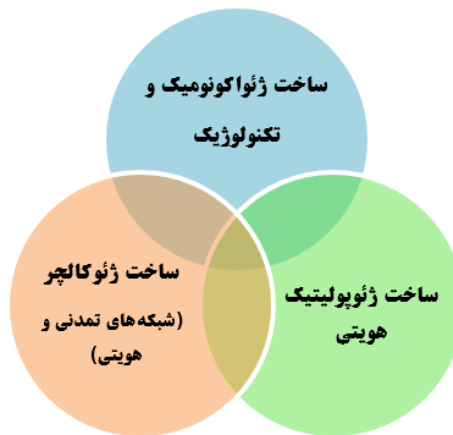 ساخت ژئواکونومیک و
تکنولوژیک
ساخت ژئوپولیتیک
هویتی
ساخت ژئوکالچر
(شبکه‌های تمدنی و
هویتی)